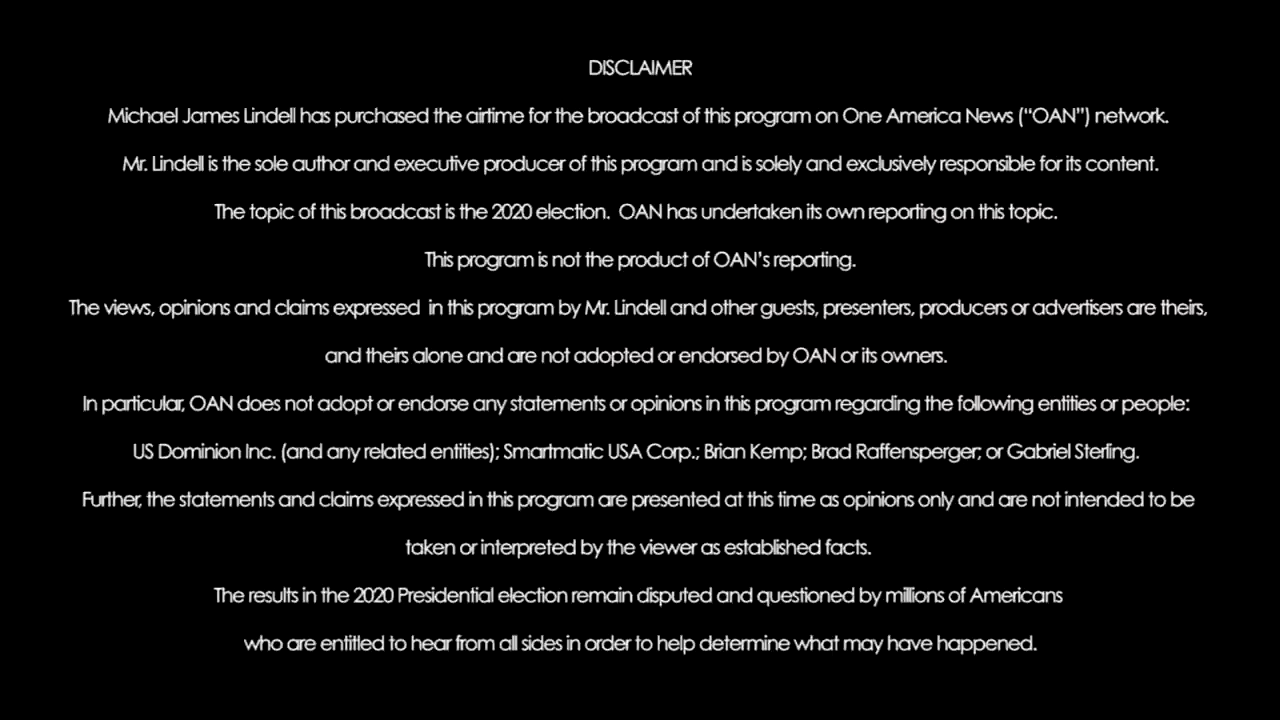 DISCLAIMER
Michael James Lindell has purchased the airtime for the broadcast of this program on One America News (“OAN”) network.
Mr. Lindell is the sole author and executive producer of this program and is solely and exclusively responsible for its content.
The topic of this broadcast is the 2020 election.  OAN has undertaken its own reporting on this topic.
This program is not the product of OAN’s reporting.
The views, opinions and claims expressed  in this program by Mr. Lindell and other guests, presenters, producers or advertisers are theirs,
and theirs alone and are not adopted or endorsed by OAN or its owners.
In particular, OAN does not adopt or endorse any statements or opinions in this program regarding the following entities or people:
US Dominion Inc. (and any related entities); Smartmatic USA Corp.; Brian Kemp; Brad Raffensperger; or Gabriel Sterling.
Further, the statements and claims expressed in this program are presented at this time as opinions only and are not intended to be
taken or interpreted by the viewer as established facts.
The results in the 2020 Presidential election remain disputed and questioned by millions of Americans
who are entitled to hear from all sides in order to help determine what may have happened.